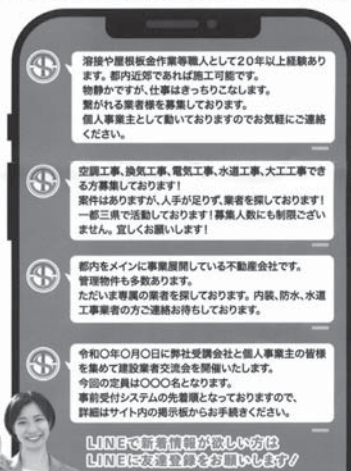 溶接や屋根板金作業等職人として20年以上経験あり
ます。都内近郊であれば施工可能です。
物静かですが、仕事はきっちりこなします。
繋がれる業者様を募集しております。
個人事業主として動いておりますのでお気軽にご連絡
ください。
空調工事、換気工事、電気工事、水道工事、大工工事でき
る方募集しております!
案件はありますが、人手が足りず、業者を探しております!
一都三県で活動しております!募集人数にも制限ござい
ません。宜しくお願いします!
都内をメインに事業展開している不動産会社です。
管理物件も多数あります。
ただいま専属の業者を探しております。内装、防水、水道
工事業者の方ご連絡お待ちしております。
令和〇年〇月〇日に弊社受講会社と個人事業主の皆様
を集めて建設業者交流会を開催いたします。
今回の定員は〇〇〇名となります。
事前受付システムの先着順となっておりますので、
詳細はサイト内の掲示板からお手続きください。
LINEで新着情報が欲しい方は
LINEに友達登録をお願いします!